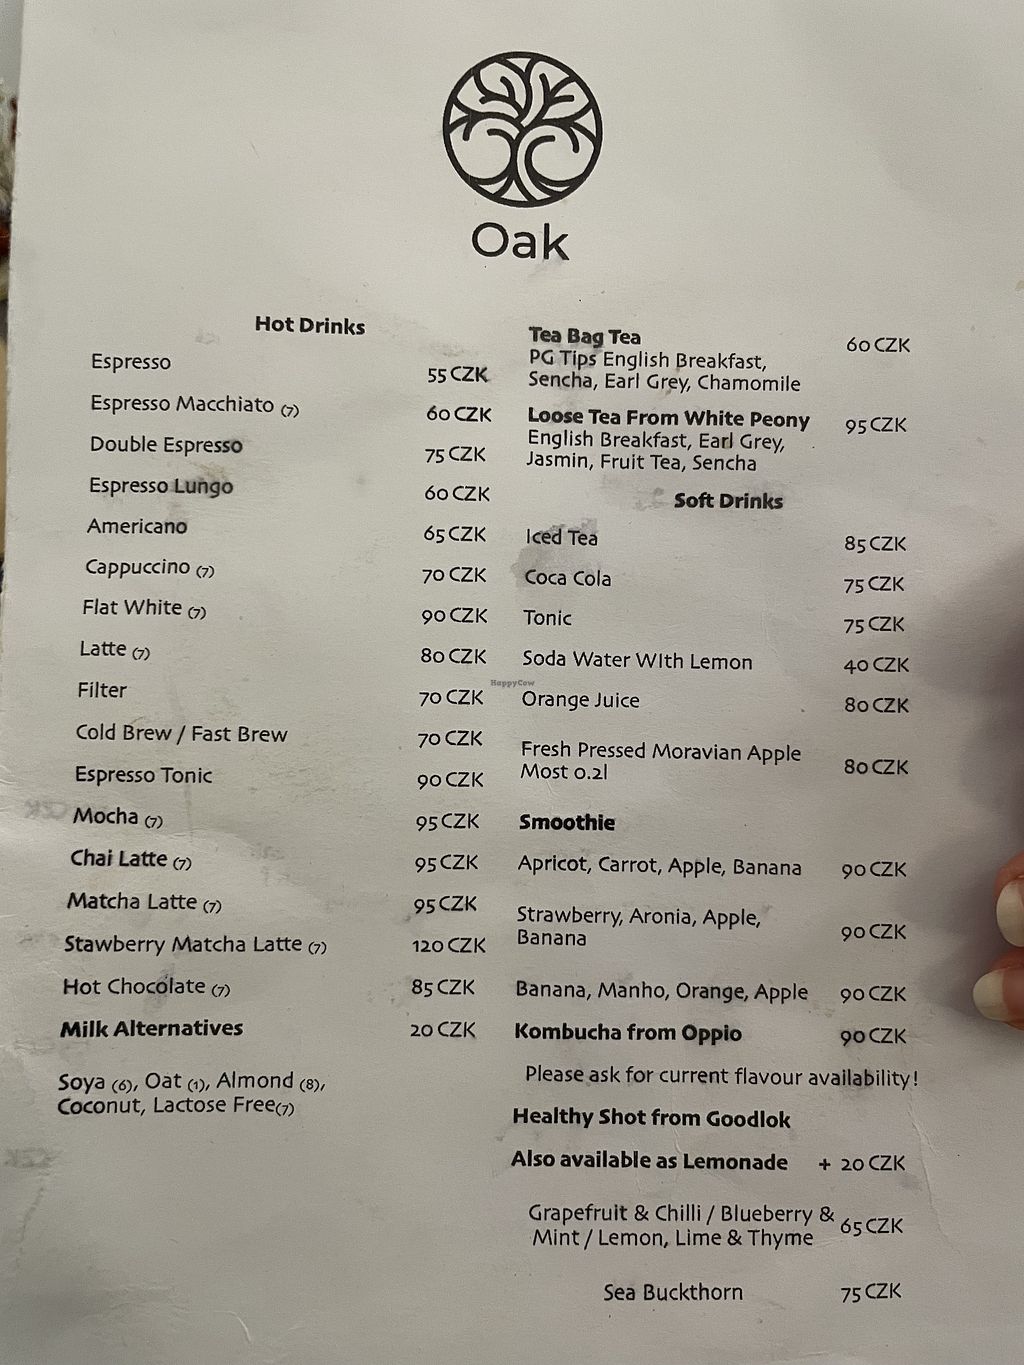 Oak
Hot Drinks
Espresso 55 CZK
Espresso Macchiato (7) 60 CZK
Double Espresso 75 CZK
Espresso Lungo 60 CZK
Americano 65 CZK
Cappuccino (7) 70 CZK
Flat White (7) 90 CZK
Latte (7) 80 CZK
Filter 70 CZK
Cold Brew / Fast Brew 70 CZK
Espresso Tonic 90 CZK
Mocha (7) 95 CZK
Chai Latte (7) 95 CZK
Matcha Latte (7) 95 CZK
Stawberry Matcha Latte (7) 120 CZK
Hot Chocolate (7) 85 CZK
Milk Alternatives 20 CZK
Soya (6), Oat (1), Almond (8),
Coconut, Lactose Free(7)
Tea Bag Tea 60 CZK
PG Tips English Breakfast,
Sencha, Earl Grey, Chamomile
Loose Tea From White Peony 95 CZK
English Breakfast, Earl Grey,
Jasmin, Fruit Tea, Sencha
Soft Drinks
Iced Tea 85 CZK
Coca Cola 75 CZK
Tonic 75 CZK
Soda Water WIth Lemon 40 CZK
HappyCow
Orange Juice 80 CZK
Fresh Pressed Moravian Apple
Most 0.2l 80 CZK
Smoothie
Apricot, Carrot, Apple, Banana 90 CZK
Strawberry, Aronia, Apple,
Banana 90 CZK
Banana, Manho, Orange, Apple 90 CZK
Kombucha from Oppio 90 CZK
Please ask for current flavour availability!
Healthy Shot from Goodlok
Also available as Lemonade + 20 CZK
Grapefruit & Chilli / Blueberry &
Mint / Lemon, Lime & Thyme 65 CZK
Sea Buckthorn 75 CZK